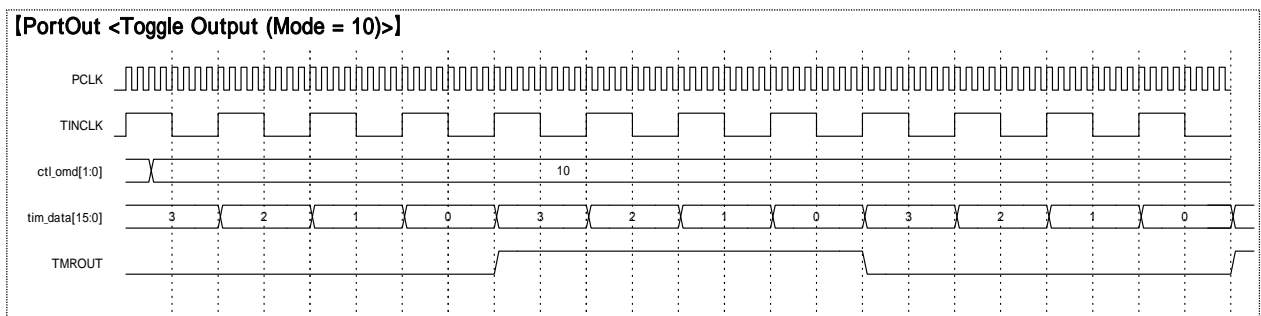 【PortOut <Toggle Output (Mode = 10)>】
PCLK
TINCLK
ctl_omd[1:0] 10
tim_data[15:0] 3 2 1 0 3 2 1 0 3 2 1 0
TMROUT